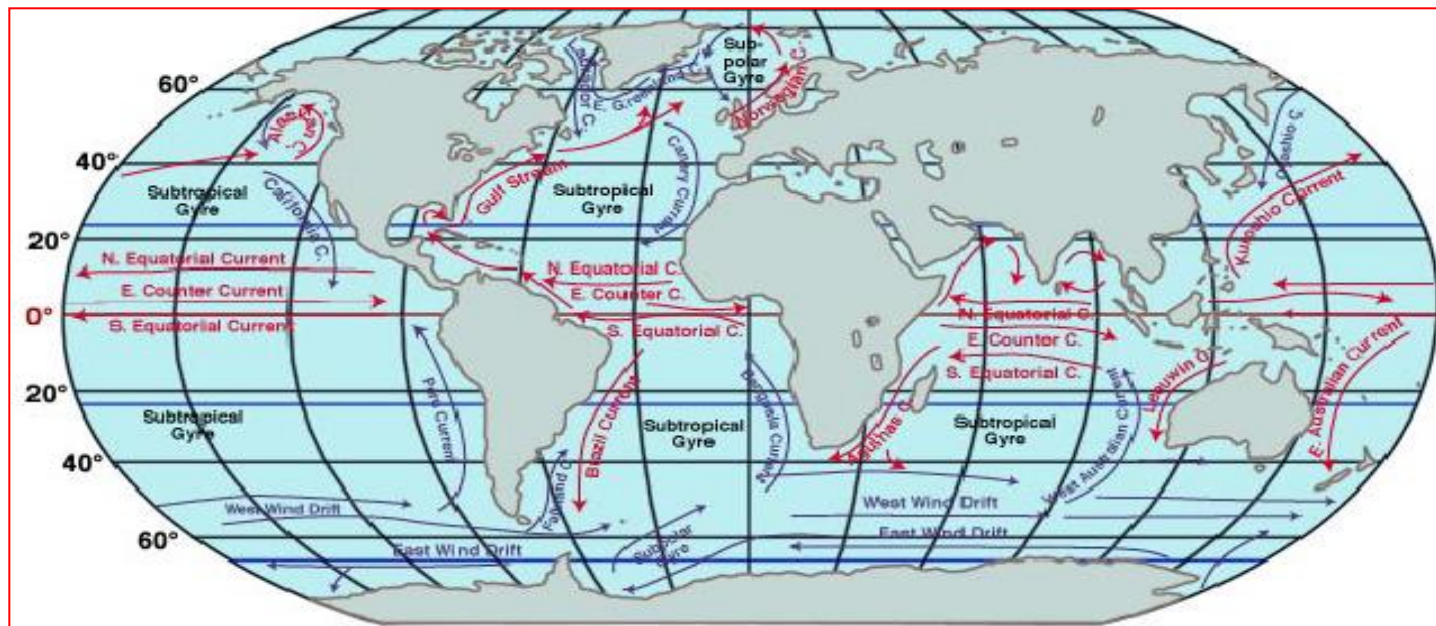 60°
40°
20°
0°
20°
40°
60°
Alaskan C.
Subtropical
Gyre
California C.
N. Equatorial Current
E. Counter Current
S. Equatorial Current
Subtropical
Gyre
Peru Current
West Wind Drift
East Wind Drift
Labrador C.
E. Greenland C.
Sub-
polar
Gyre
Norwegian C.
Gulf Stream
Subtropical
Gyre
Canary Current
N. Equatorial C.
E. Counter C.
S. Equatorial C.
Brazil Current
Falkland C.
Subtropical
Gyre
Benguela Current
Subpolar
Gyre
Agulhas C.
N. Equatorial C.
E. Counter C.
S. Equatorial C.
Subtropical
Gyre
West Australian Current
Leeuwin C.
E. Australian Current
West Wind Drift
East Wind Drift
Oyashio C.
Kuroshio Current